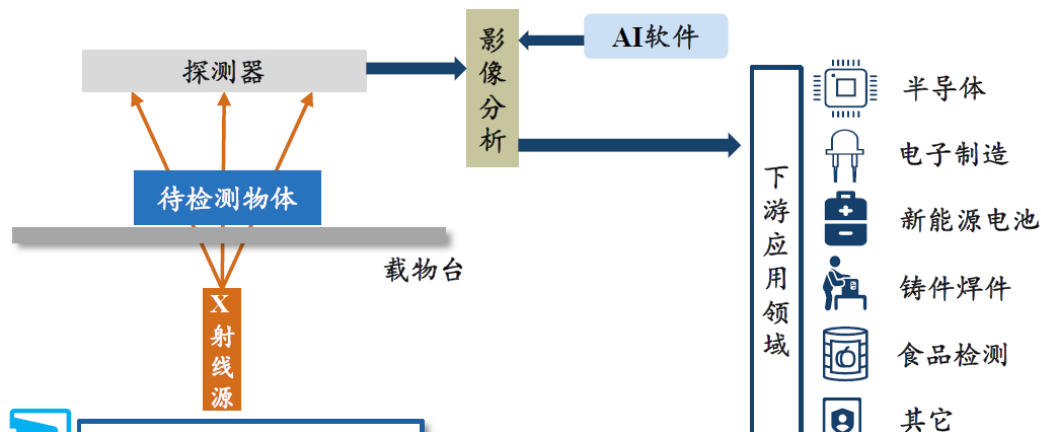 探测器
影像分析
AI软件
待检测物体
载物台
X射线源
下游应用领域
半导体
电子制造
新能源电池
铸件焊件
食品检测
其它